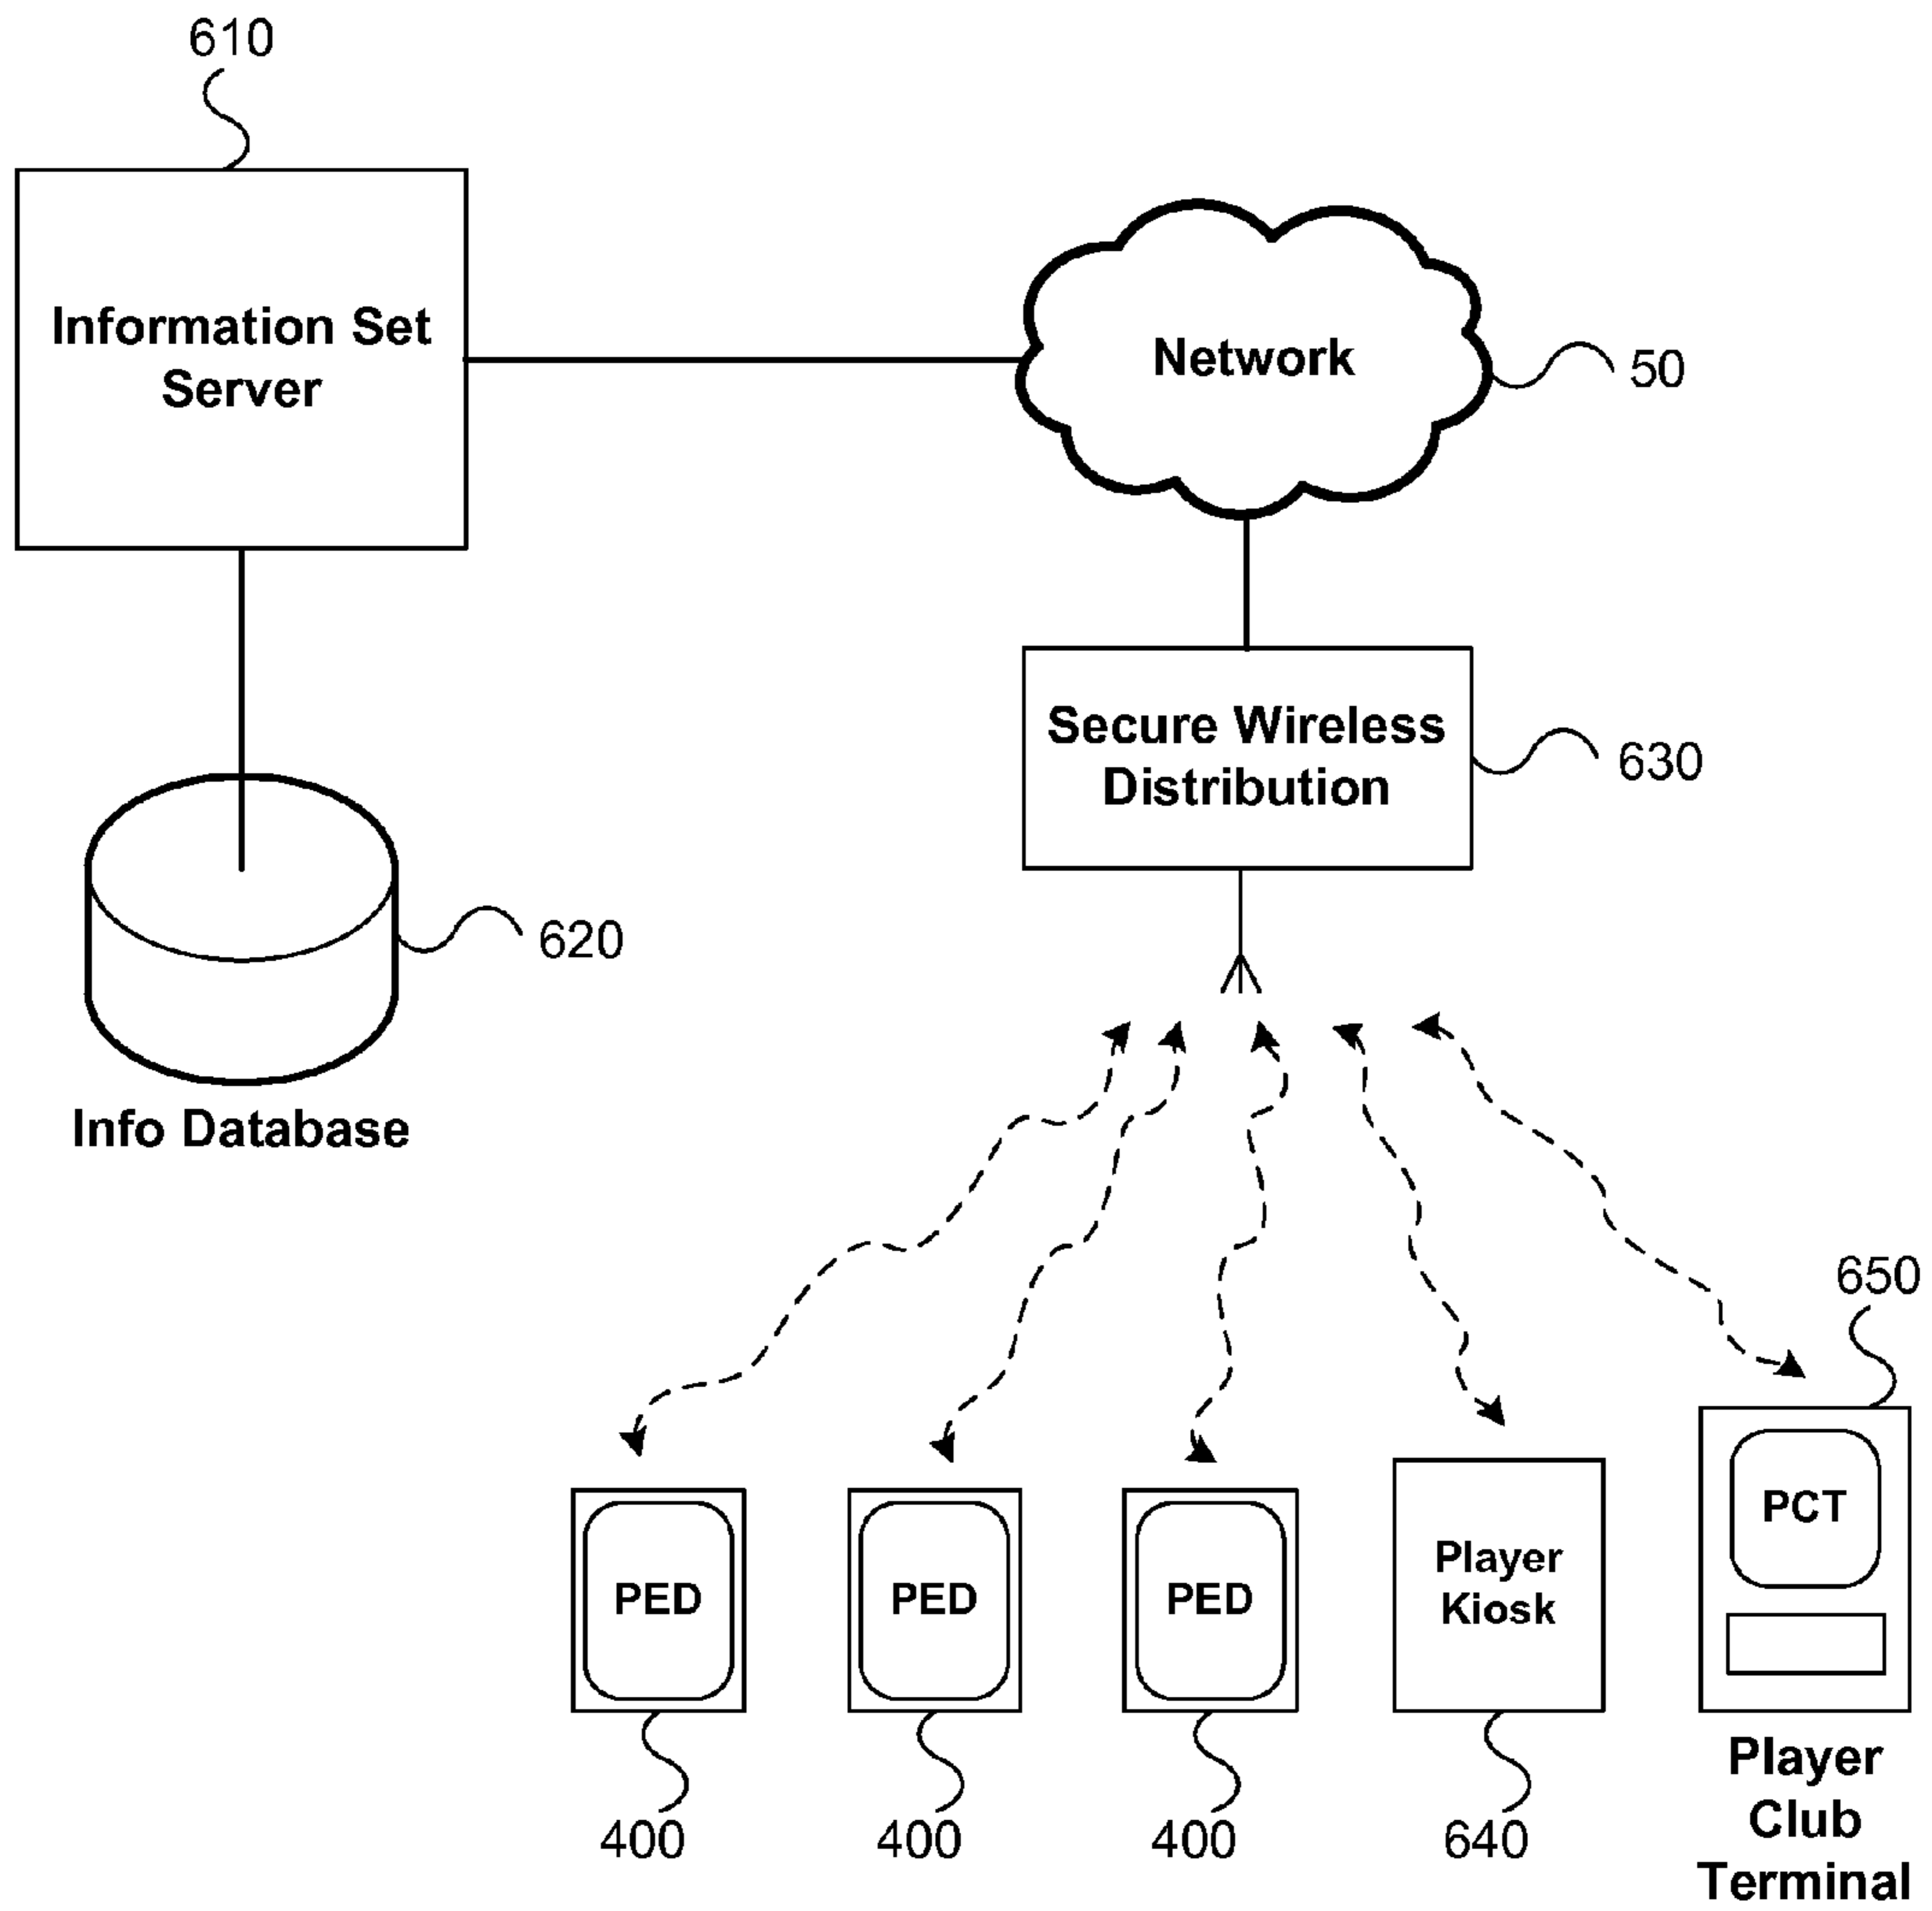 610
Information Set
Server
Network
50
Secure Wireless
Distribution
630
620
Info Database
650
PCT
PED
PED
PED
Player
Kiosk
400
400
400
640
Player
Club
Terminal